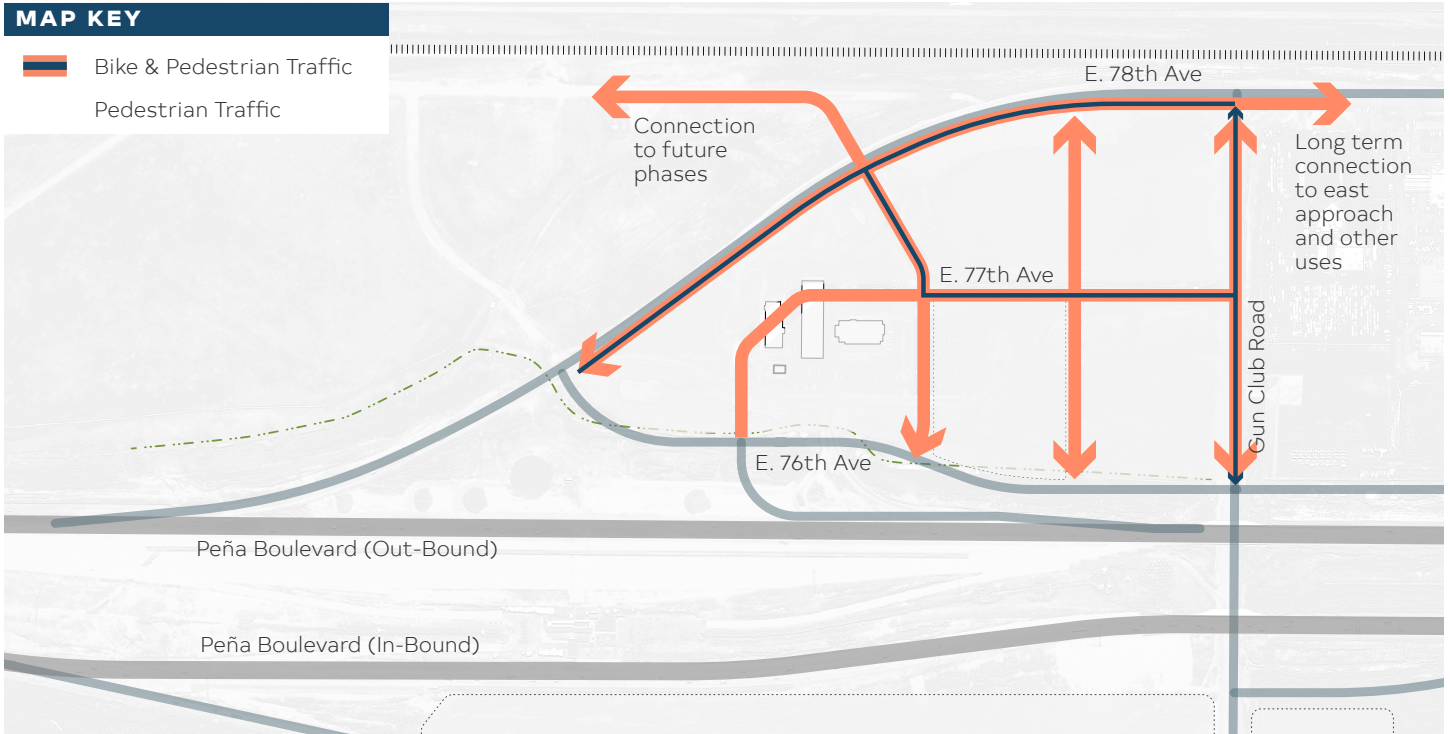 MAP KEY
Bike & Pedestrian Traffic
Pedestrian Traffic
E. 78th Ave
Connection
to future
phases
Long term
connection
to east
approach
and other
uses
E. 77th Ave
Gun Club Road
E. 76th Ave
Peña Boulevard (Out-Bound)
Peña Boulevard (In-Bound)